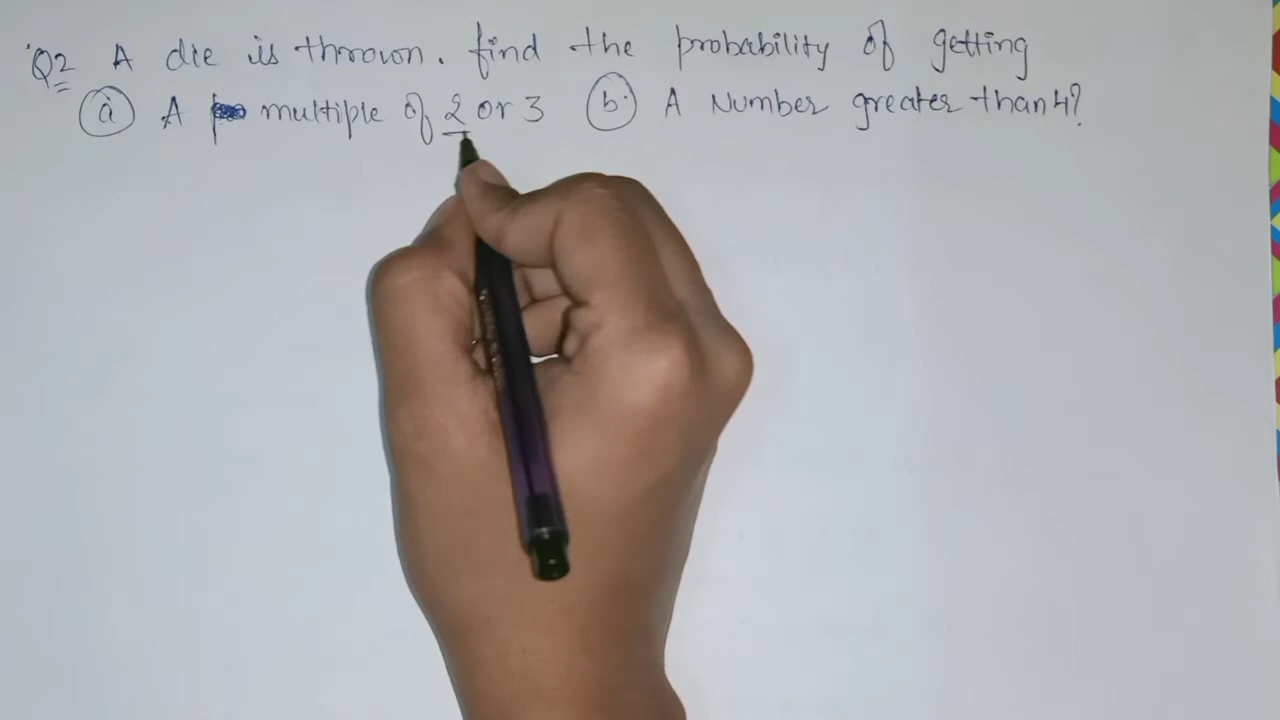 Q2 A die is thrown. find the probability of getting
(a) A multiple of 2 or 3 (b) A Number greater than 4?